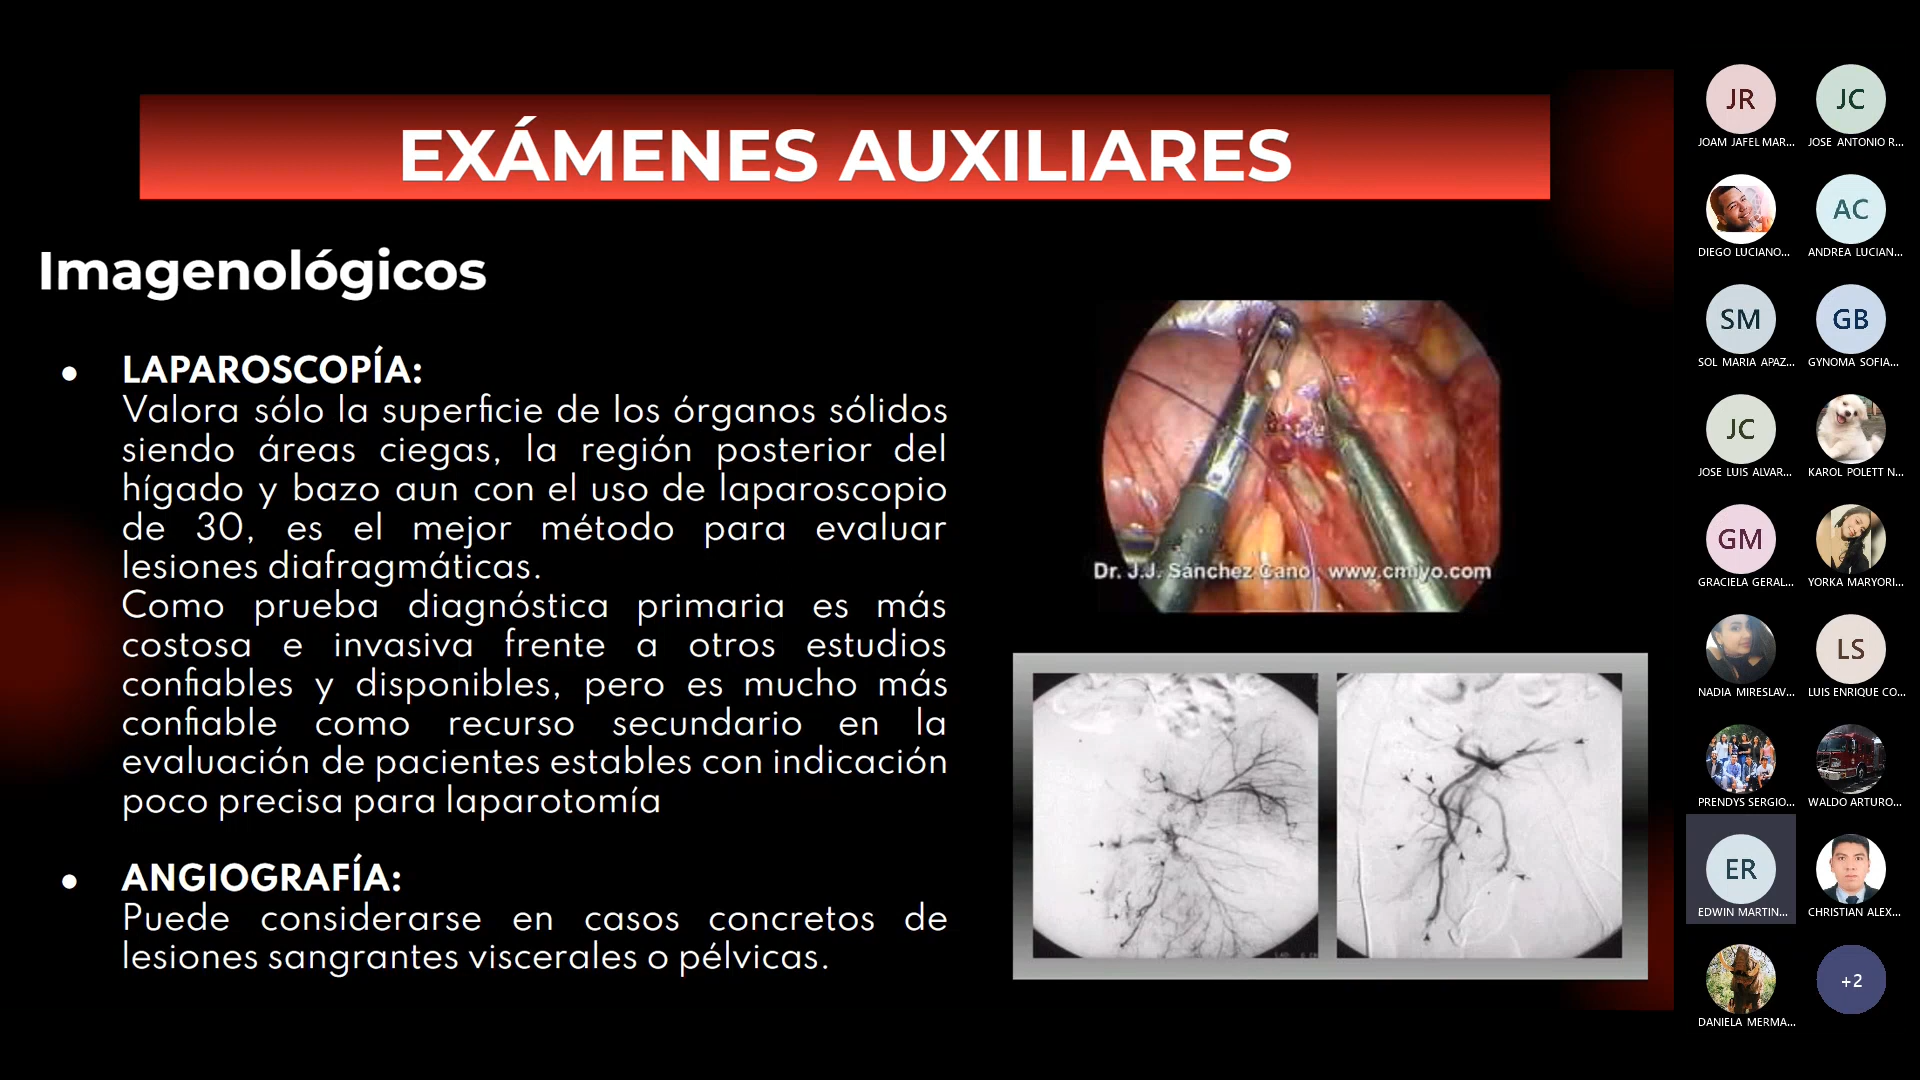 EXÁMENES AUXILIARES
Imagenológicos
● LAPAROSCOPÍA:
Valora sólo la superficie de los órganos sólidos
siendo áreas ciegas, la región posterior del
hígado y bazo aun con el uso de laparoscopio
de 30, es el mejor método para evaluar
lesiones diafragmáticas.
Como prueba diagnóstica primaria es más
costosa e invasiva frente a otros estudios
confiables y disponibles, pero es mucho más
confiable como recurso secundario en la
evaluación de pacientes estables con indicación
poco precisa para laparotomía
● ANGIOGRAFÍA:
Puede considerarse en casos concretos de
lesiones sangrantes viscerales o pélvicas.
Dr. J.J. Sánchez Cano www.cmiyo.com
JR
JOAM JAFEL MAR...
JC
JOSE ANTONIO R...
DIEGO LUCIANO...
AC
ANDREA LUCIAN...
SM
SOL MARIA APAZ...
GB
GYNOMA SOFIA...
JC
JOSE LUIS ALVAR...
KAROL POLETT N...
GM
GRACIELA GERAL...
YORKA MARYORI...
NADIA MIRESLAV...
LS
LUIS ENRIQUE CO...
PRENDYS SERGIO...
WALDO ARTURO...
ER
EDWIN MARTIN...
CHRISTIAN ALEX...
DANIELA MERMA...
+2